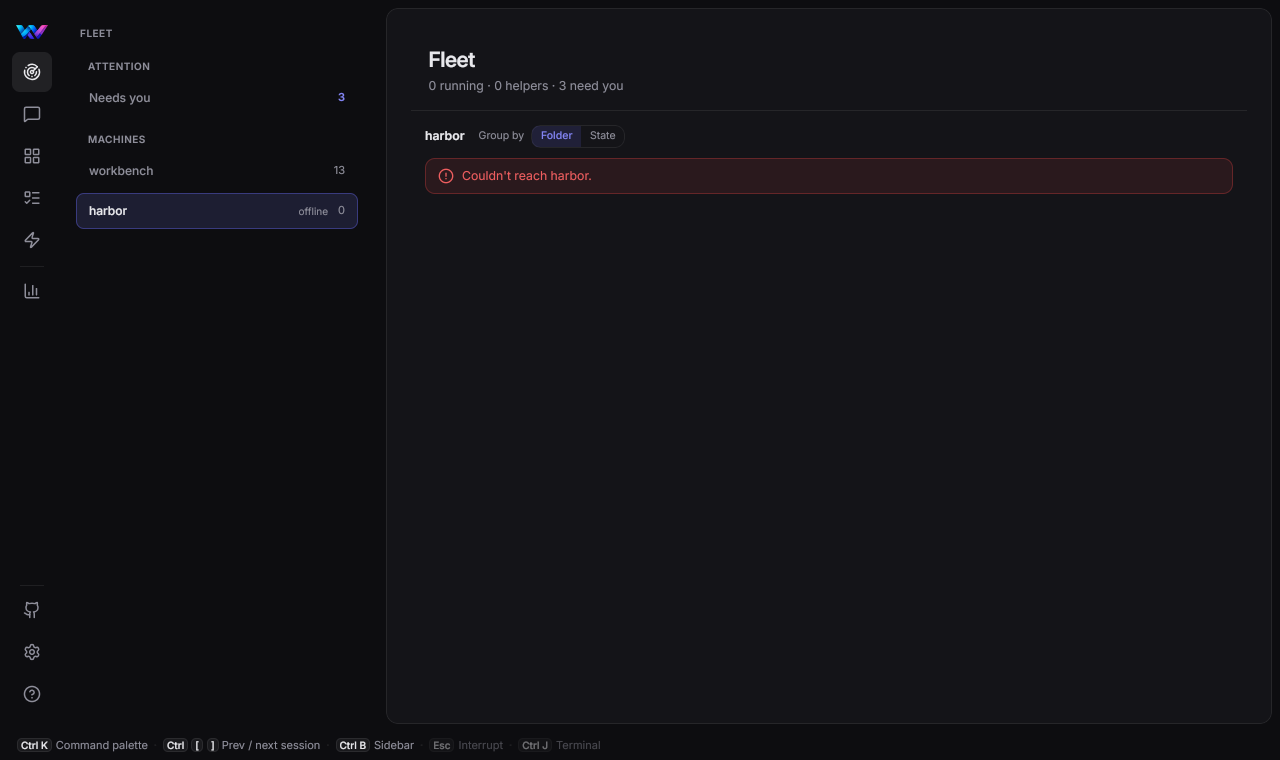 FLEET
ATTENTION
Needs you 3
MACHINES
workbench 13
harbor offline 0
Fleet
0 running · 0 helpers · 3 need you
harbor Group by Folder State
Couldn't reach harbor.
Ctrl K Command palette · Ctrl [ ] Prev / next session · Ctrl B Sidebar · Esc Interrupt · Ctrl J Terminal